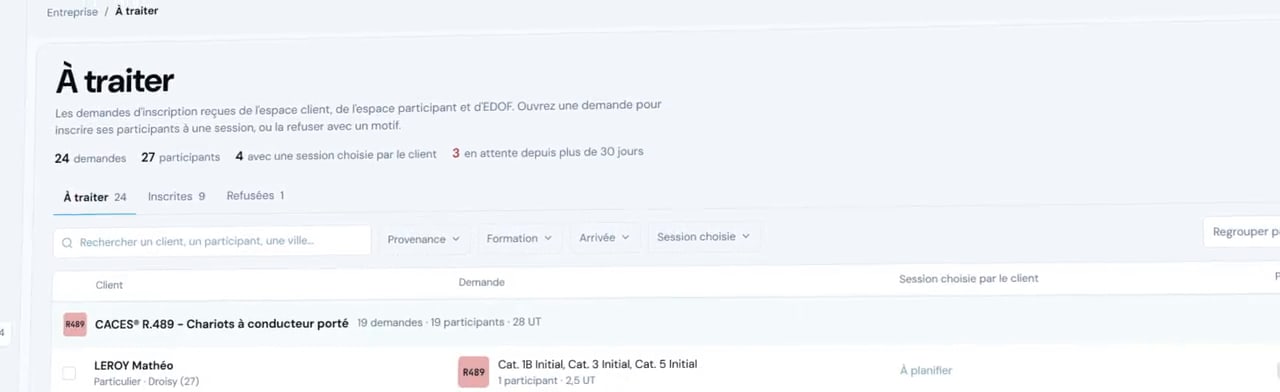 Entreprise / À traiter
À traiter
Les demandes d'inscription reçues de l'espace client, de l'espace participant et d'EDOF. Ouvrez une demande pour
inscrire ses participants à une session, ou la refuser avec un motif.
24 demandes 27 participants 4 avec une session choisie par le client 3 en attente depuis plus de 30 jours
À traiter 24 Inscrites 9 Refusées 1
Rechercher un client, un participant, une ville...
Provenance Formation Arrivée Session choisie
Regrouper
Client Demande Session choisie par le client
R489 CACES® R.489 - Chariots à conducteur porté 19 demandes · 19 participants · 28 UT
4
LEROY Mathéo R489 Cat. 1B Initial, Cat. 3 Initial, Cat. 5 Initial À planifier
Particulier · Droisy (27) 1 participant · 2,5 UT